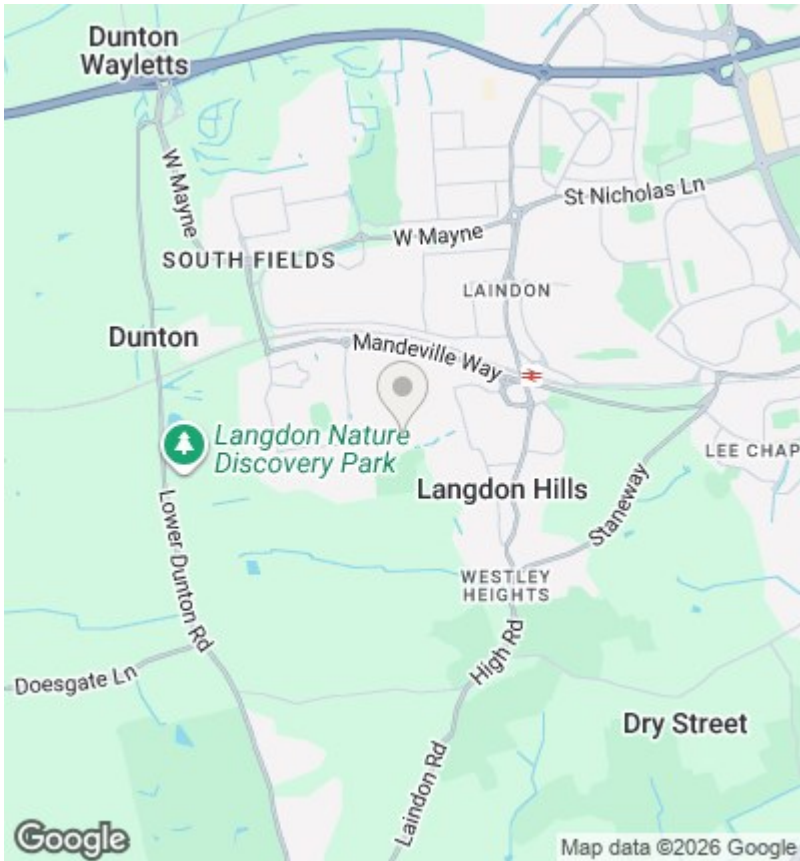 Dunton
Wayletts
W Mayne
St Nicholas Ln
W Mayne
SOUTH FIELDS
LAINDON
Dunton
Mandeville Way
Langdon Nature
Discovery Park
LEE CHAP
Langdon Hills
Staneway
Lower Dunton Rd
WESTLEY
HEIGHTS
High Rd
Doesgate Ln
Dry Street
Laindon Rd
Google
Map data ©2026 Google